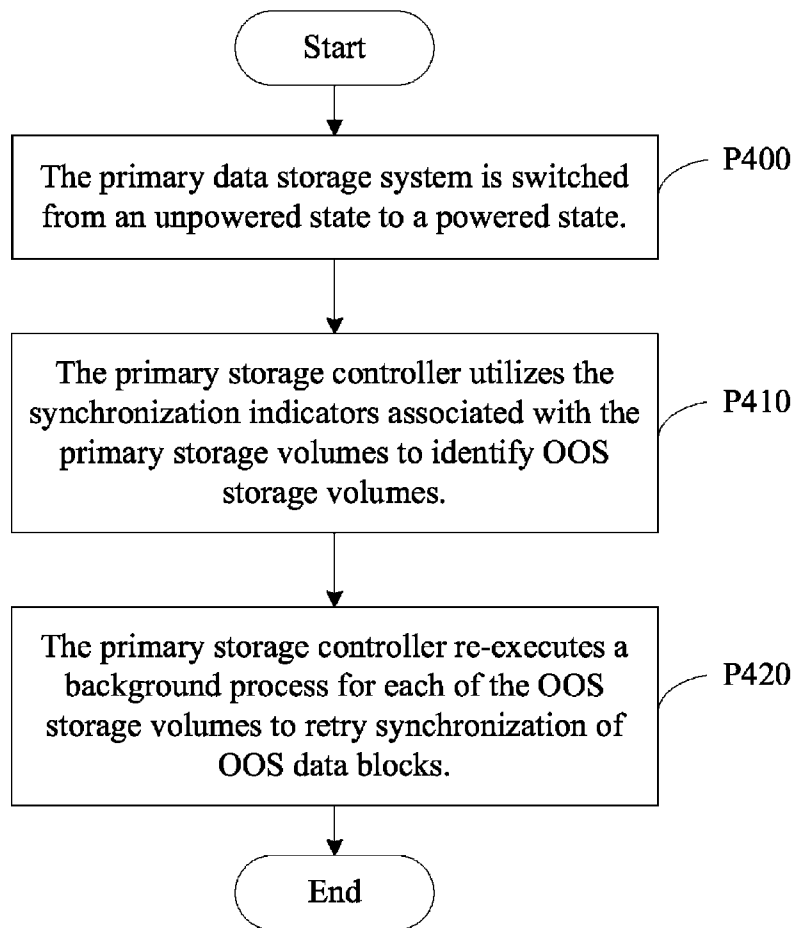 Start
The primary data storage system is switched
from an unpowered state to a powered state.
P400
The primary storage controller utilizes the
synchronization indicators associated with the
primary storage volumes to identify OOS
storage volumes.
P410
The primary storage controller re-executes a
background process for each of the OOS
storage volumes to retry synchronization of
OOS data blocks.
P420
End